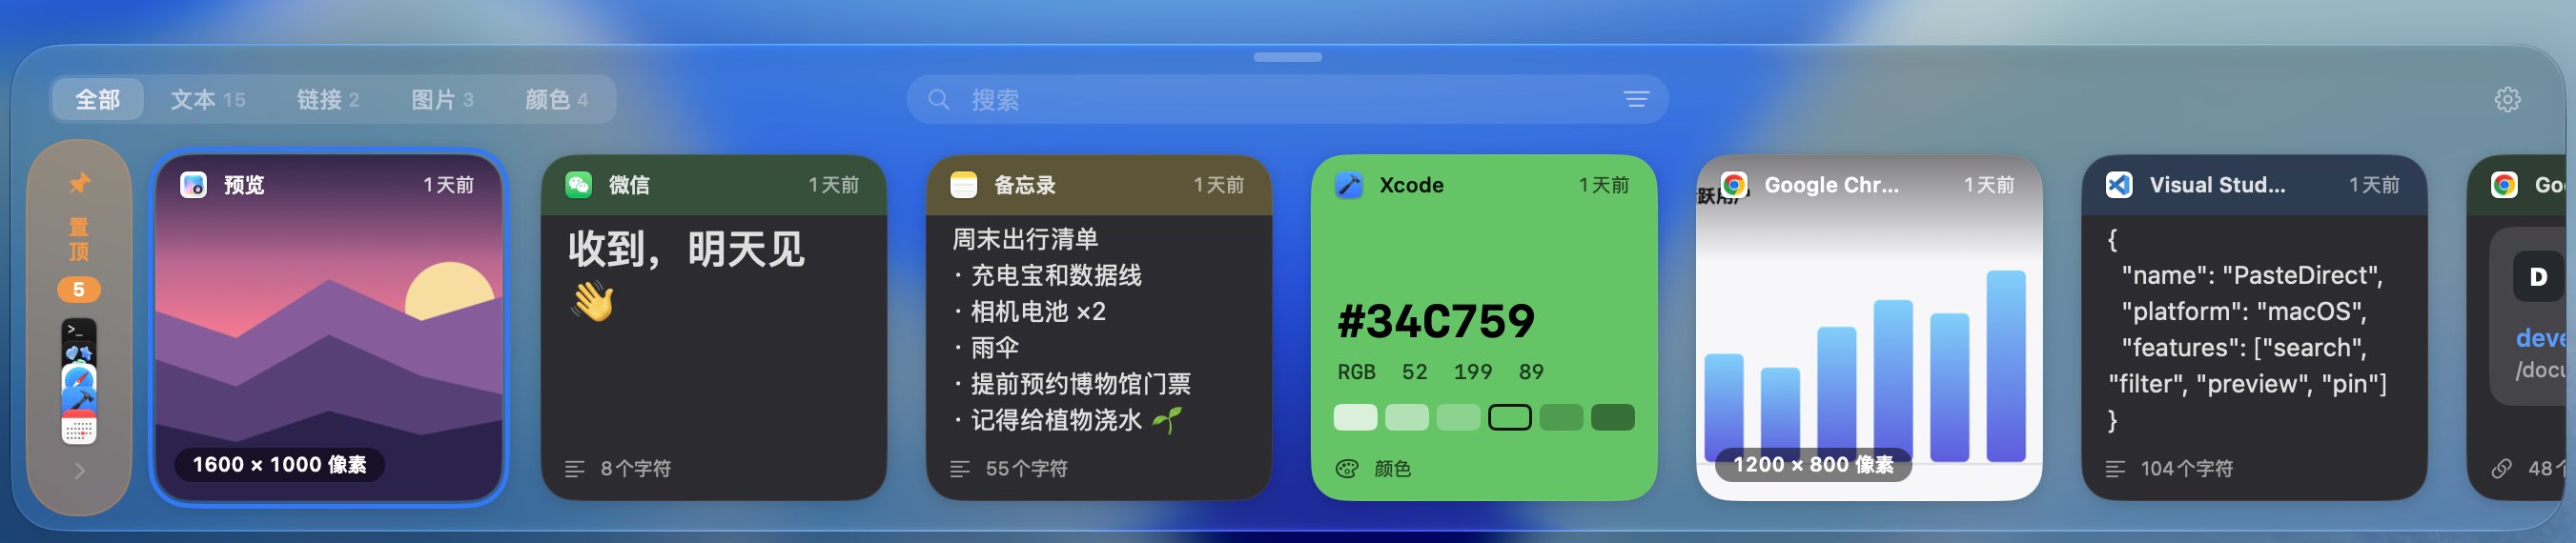 全部
文本 15
链接 2
图片 3
颜色 4
搜索
置
顶
5
预览 1天前
1600 × 1000 像素
微信 1天前
收到，明天见
👋
8个字符
备忘录 1天前
周末出行清单
· 充电宝和数据线
· 相机电池 ×2
· 雨伞
· 提前预约博物馆门票
· 记得给植物浇水 🌱
55个字符
Xcode 1天前
#34C759
RGB 52 199 89
颜色
Google Chr... 1天前
跃用户
1200 × 800 像素
Visual Stud... 1天前
{
"name": "PasteDirect",
"platform": "macOS",
"features": ["search",
"filter", "preview", "pin"]
}
104个字符
D
/docu